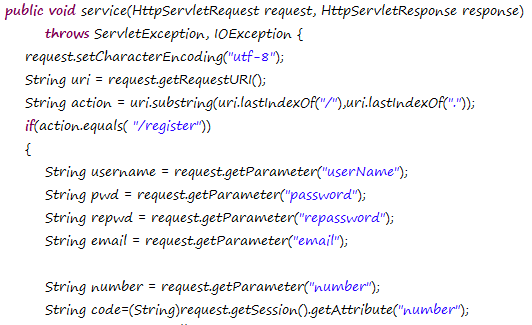 public void service(HttpServletRequest request, HttpServletResponse response)
throws ServletException, IOException {
request.setCharacterEncoding("utf-8");
String uri = request.getRequestURI();
String action = uri.substring(uri.lastIndexOf("/"),uri.lastIndexOf("."));
if(action.equals( "/register"))
{
String username = request.getParameter("userName");
String pwd = request.getParameter("password");
String repwd = request.getParameter("repassword");
String email = request.getParameter("email");
String number = request.getParameter("number");
String code=(String)request.getSession().getAttribute("number");